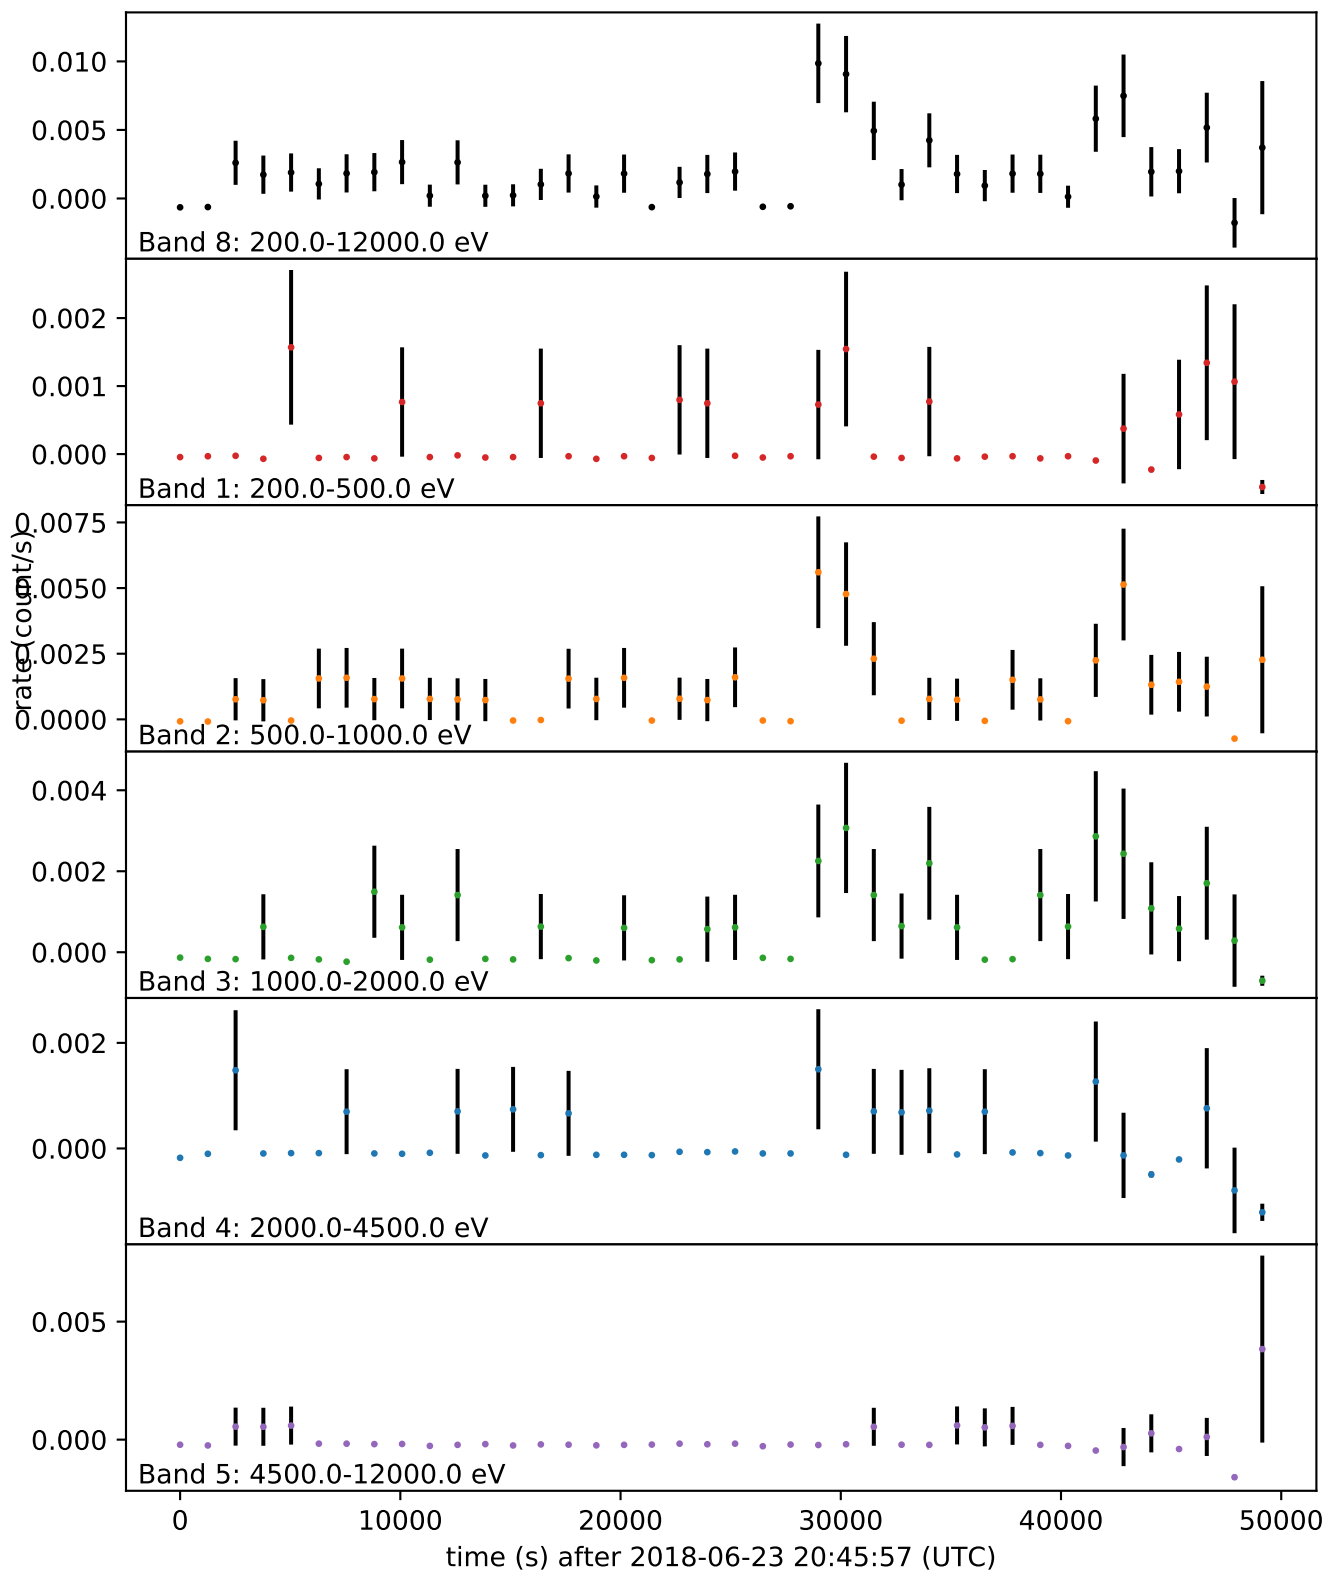 0.010
0.005
0.000
Band 8: 200.0-12000.0 eV
0.002
0.001
0.000
Band 1: 200.0-500.0 eV
rate (count/s)
0.0075
0.0050
0.0025
0.0000
Band 2: 500.0-1000.0 eV
0.004
0.002
0.000
Band 3: 1000.0-2000.0 eV
0.002
0.000
Band 4: 2000.0-4500.0 eV
0.005
0.000
Band 5: 4500.0-12000.0 eV
0 10000 20000 30000 40000 50000
time (s) after 2018-06-23 20:45:57 (UTC)